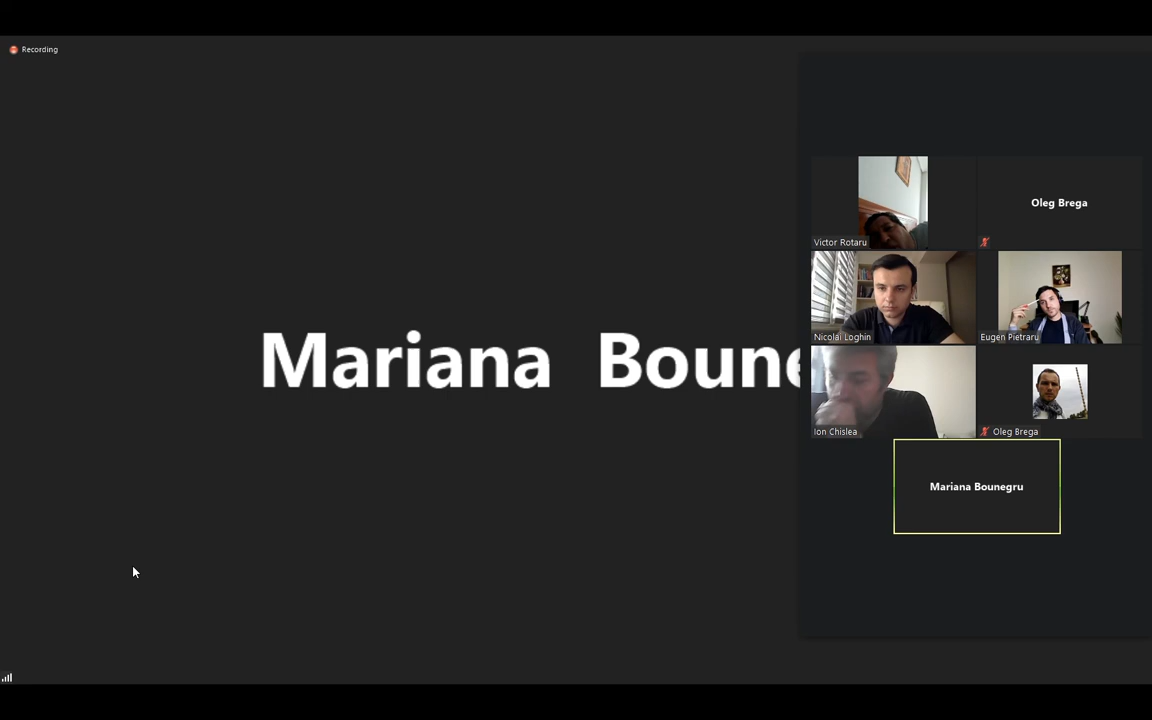 Recording
Mariana Boune
Victor Rotaru
Oleg Brega
Nicolai Loghin
Eugen Pietraru
Ion Chislea
Oleg Brega
Mariana Bounegru